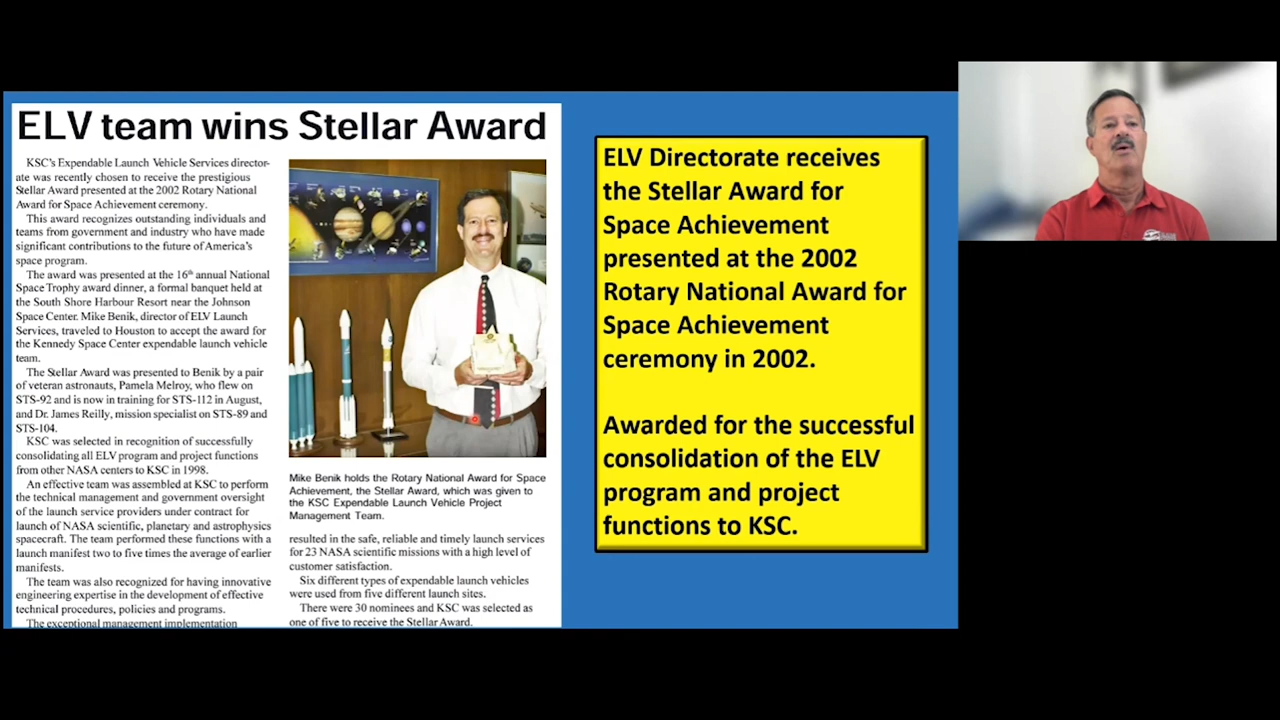 ELV team wins Stellar Award
KSC's Expendable Launch Vehicle Services director-
ate was recently chosen to receive the prestigious
Stellar Award presented at the 2002 Rotary National
Award for Space Achievement ceremony.
This award recognizes outstanding individuals and
teams from government and industry who have made
significant contributions to the future of America's
space program.
The award was presented at the 16th annual National
Space Trophy award dinner, a formal banquet held at
the South Shore Harbour Resort near the Johnson
Space Center. Mike Benik, director of ELV Launch
Services, traveled to Houston to accept the award for
the Kennedy Space Center expendable launch vehicle
team.
The Stellar Award was presented to Benik by a pair
of veteran astronauts, Pamela Melroy, who flew on
STS-92 and is now in training for STS-112 in August,
and Dr. James Reilly, mission specialist on STS-89 and
STS-104.
KSC was selected in recognition of successfully
consolidating all ELV program and project functions
from other NASA centers to KSC in 1998.
An effective team was assembled at KSC to perform
the technical management and government oversight
of the launch service providers under contract for
launch of NASA scientific, planetary and astrophysics
spacecraft. The team performed these functions with a
launch manifest two to five times the average of earlier
manifests.
The team was also recognized for having innovative
engineering expertise in the development of effective
technical procedures, policies and programs.
The exceptional management implementation
Mike Benik holds the Rotary National Award for Space
Achievement, the Stellar Award, which was given to
the KSC Expendable Launch Vehicle Project
Management Team.
resulted in the safe, reliable and timely launch services
for 23 NASA scientific missions with a high level of
customer satisfaction.
Six different types of expendable launch vehicles
were used from five different launch sites.
There were 30 nominees and KSC was selected as
one of five to receive the Stellar Award.
ELV Directorate receives
the Stellar Award for
Space Achievement
presented at the 2002
Rotary National Award for
Space Achievement
ceremony in 2002.
Awarded for the successful
consolidation of the ELV
program and project
functions to KSC.